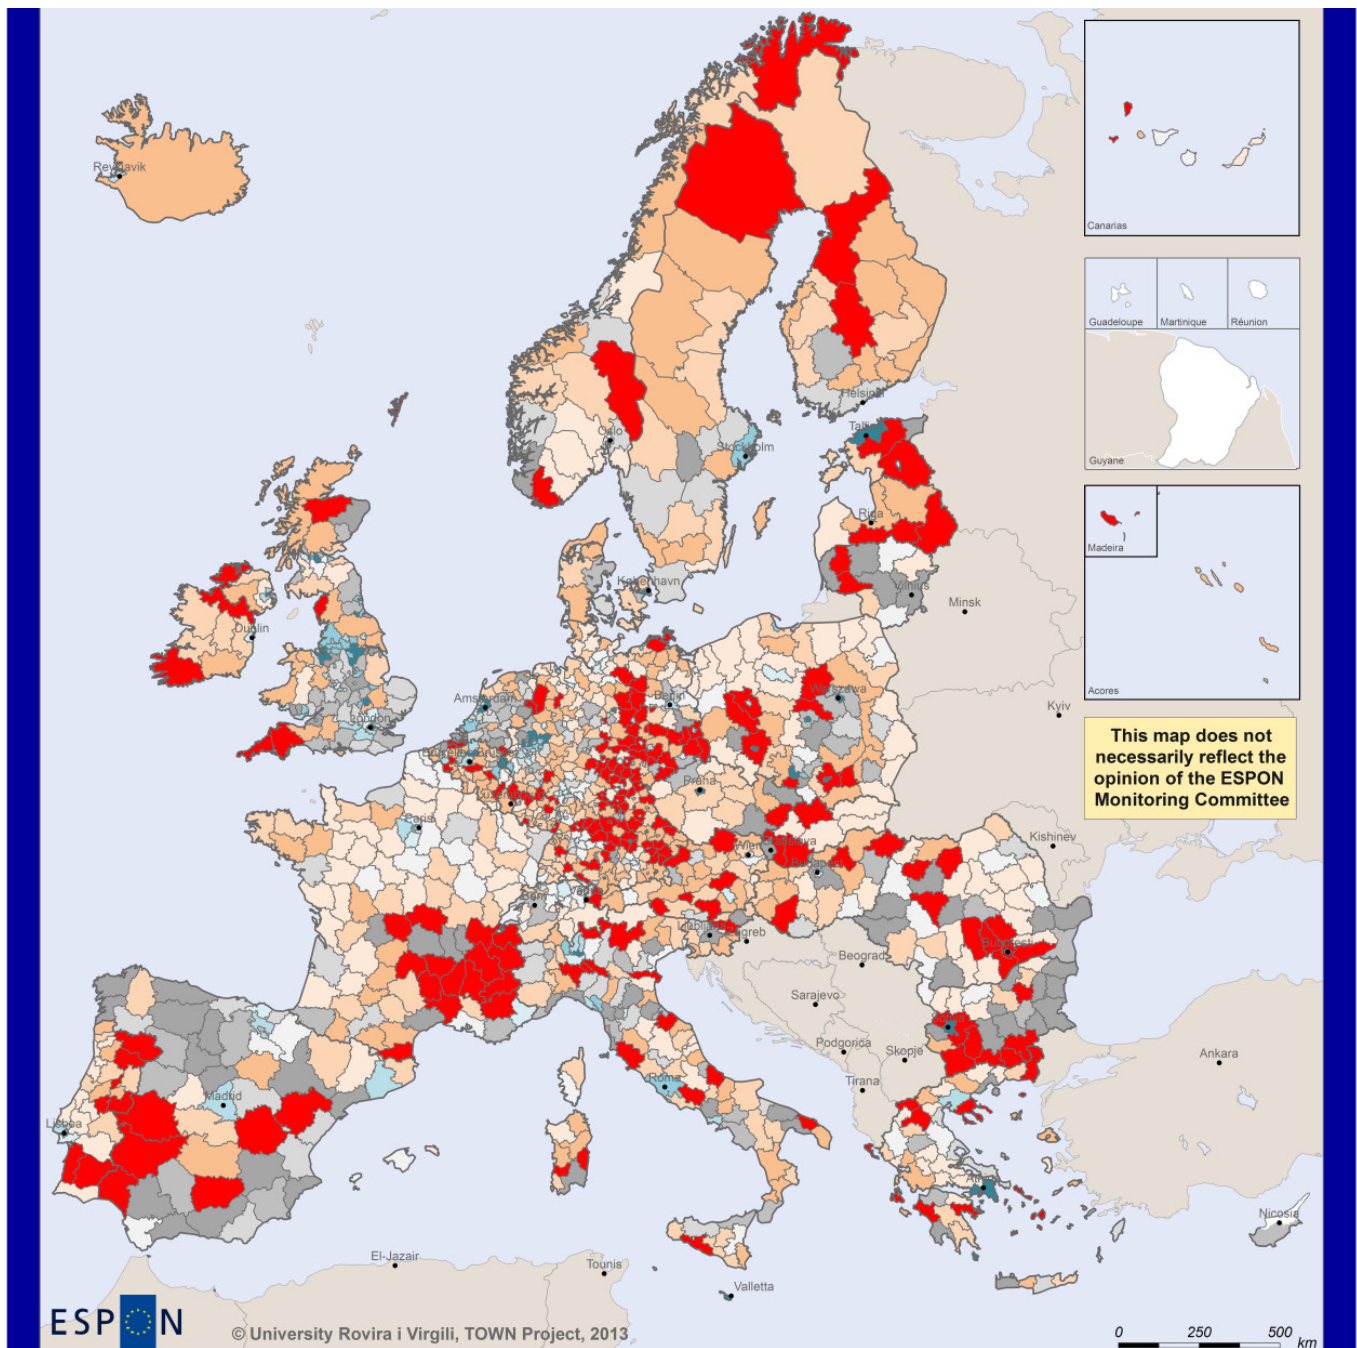 Reykjavik
Canarias
Guadeloupe
Martinique
Réunion
Guyane
Oslo
Stockholm
Helsinki
Tallinn
Riga
Madeira
Acores
København
Vilnius
Minsk
Dublin
London
Amsterdam
Berlin
Warszawa
Kyiv
This map does not
necessarily reflect the
opinion of the ESPON
Monitoring Committee
Praha
Paris
Kishinev
Wien
Budapest
Bern
Vaduz
Ljubljana
Zagreb
Beograd
Bucuresti
Sarajevo
Podgorica
Skopje
Sofia
Tirana
Ankara
Roma
Madrid
Lisboa
Nicosia
El-Jazair
Tounis
Valletta
ESPON
© University Rovira i Virgili, TOWN Project, 2013
0 250 500
km